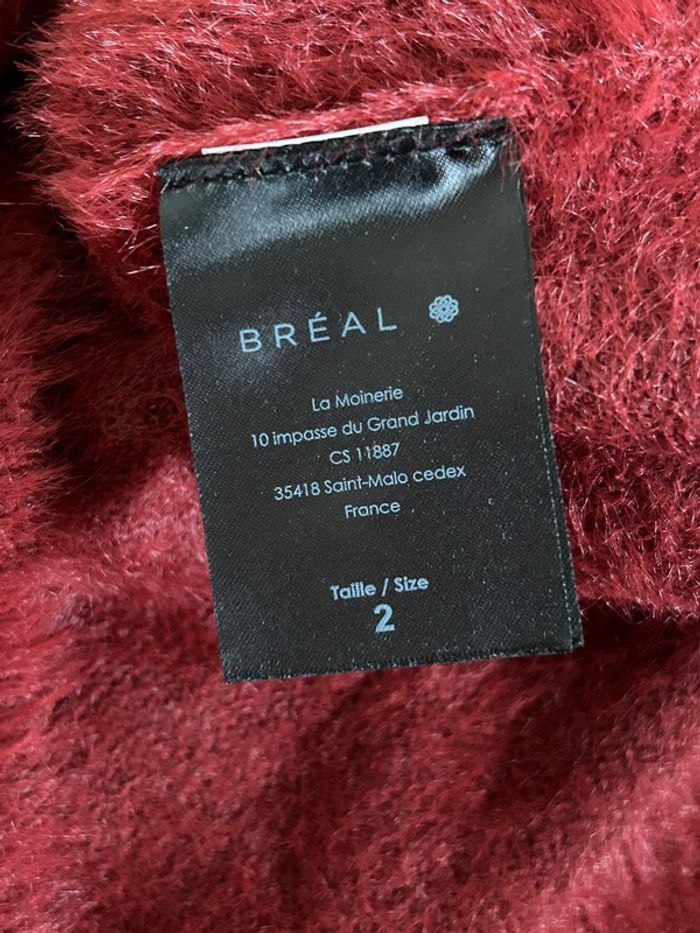 BRÉAL
La Moinerie
10 impasse du Grand Jardin
CS 11887
35418 Saint-Malo cedex
France
Taille / Size
2